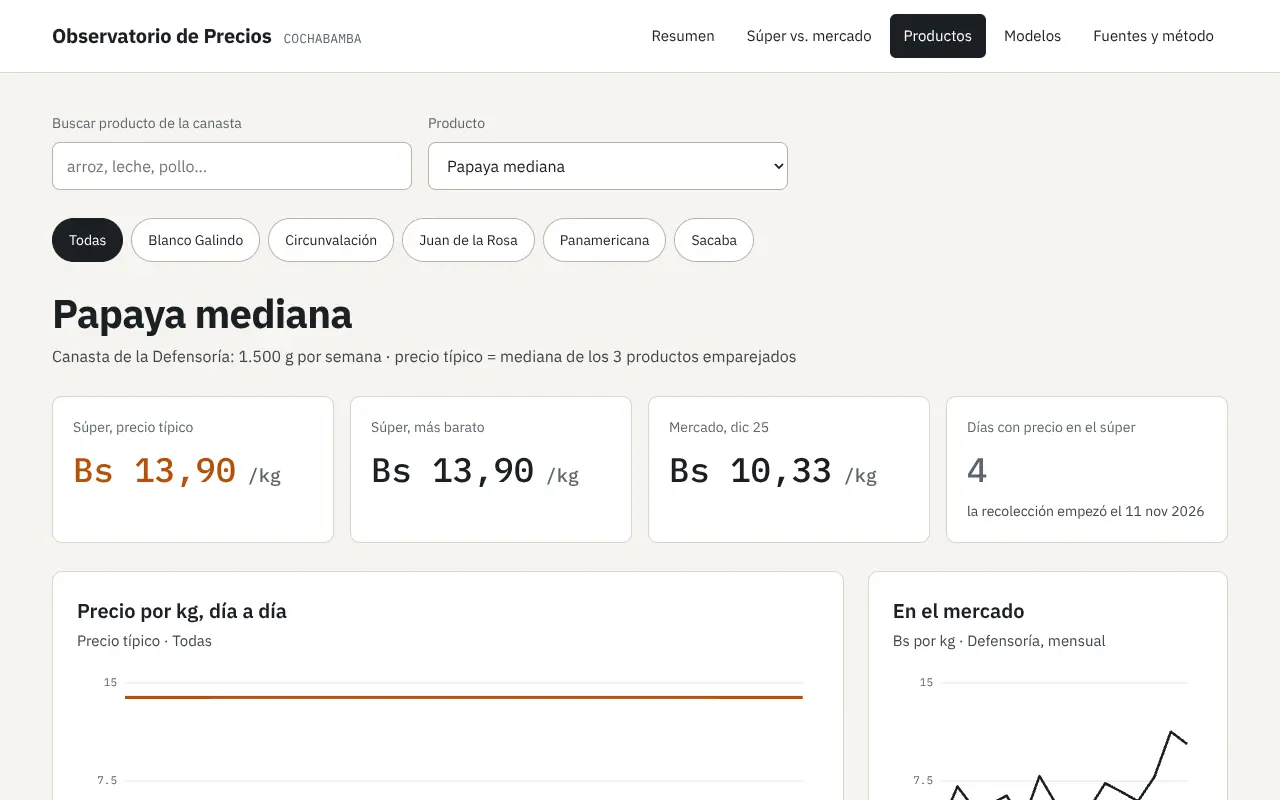 Observatorio de Precios COCHABAMBA
Resumen Súper vs. mercado Productos Modelos Fuentes y método
Buscar producto de la canasta
arroz, leche, pollo...
Producto
Papaya mediana
Todas Blanco Galindo Circunvalación Juan de la Rosa Panamericana Sacaba
Papaya mediana
Canasta de la Defensoría: 1.500 g por semana · precio típico = mediana de los 3 productos emparejados
Súper, precio típico
Bs 13,90 /kg
Súper, más barato
Bs 13,90 /kg
Mercado, dic 25
Bs 10,33 /kg
Días con precio en el súper
4
la recolección empezó el 11 nov 2026
Precio por kg, día a día
Precio típico · Todas
15
7.5
En el mercado
Bs por kg · Defensoría, mensual
15
7.5